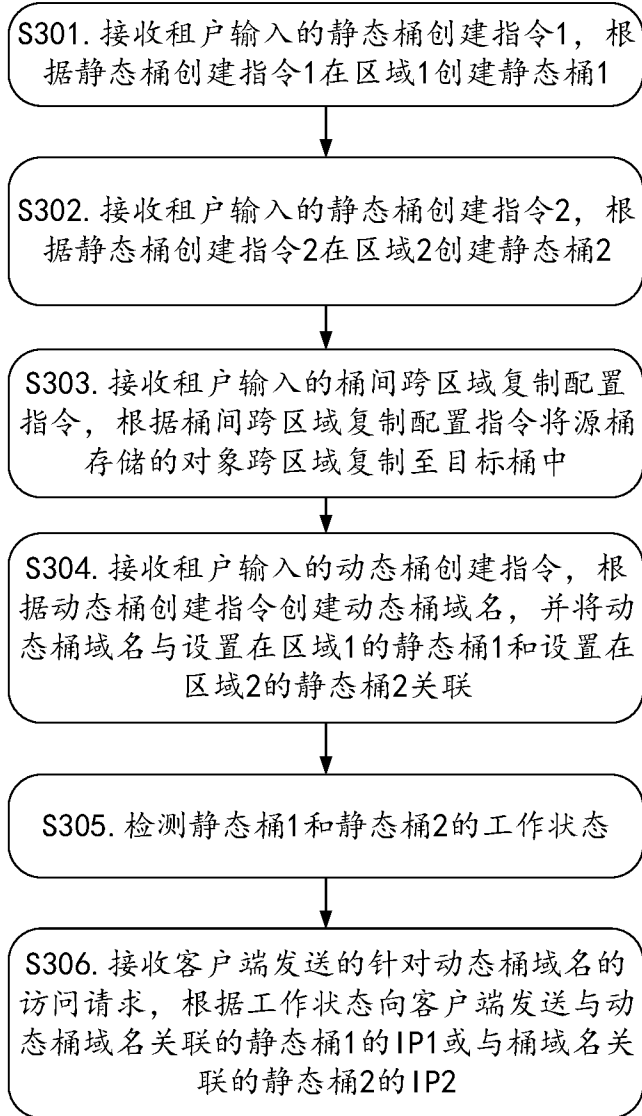 S301.接收租户输入的静态桶创建指令1，根
据静态桶创建指令1在区域1创建静态桶1
S302.接收租户输入的静态桶创建指令2，根
据静态桶创建指令2在区域2创建静态桶2
S303.接收租户输入的桶间跨区域复制配置
指令，根据桶间跨区域复制配置指令将源桶
存储的对象跨区域复制至目标桶中
S304.接收租户输入的动态桶创建指令，根
据动态桶创建指令创建动态桶域名，并将动
态桶域名与设置在区域1的静态桶1和设置在
区域2的静态桶2关联
S305.检测静态桶1和静态桶2的工作状态
S306.接收客户端发送的针对动态桶域名的
访问请求，根据工作状态向客户端发送与动
态桶域名关联的静态桶1的IP1或与桶域名关
联的静态桶2的IP2